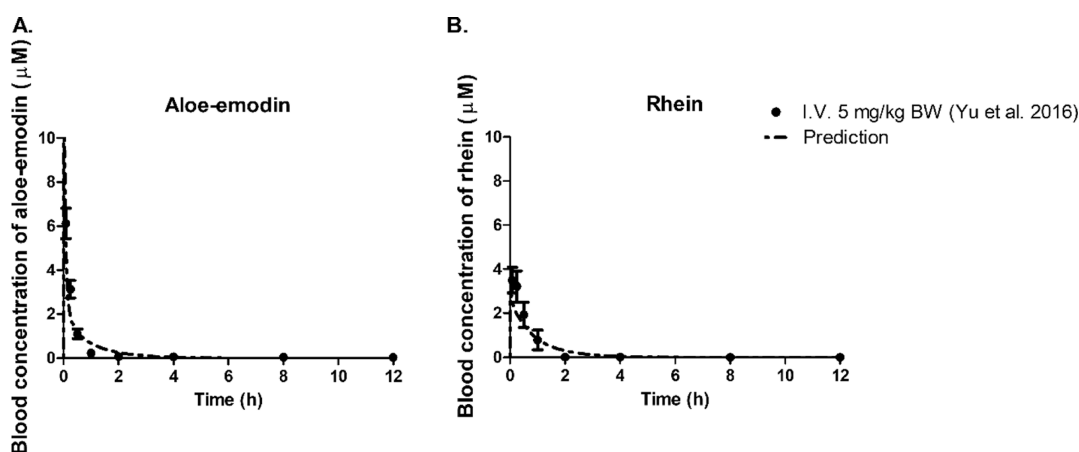 A.
B.
Aloe-emodin
Rhein
I.V. 5 mg/kg BW (Yu et al. 2016)
Prediction
Blood concentration of aloe-emodin (μM)
10
8
6
4
2
0
0 2 4 6 8 10 12
Time (h)
Blood concentration of rhein (μM)
10
8
6
4
2
0
0 2 4 6 8 10 12
Time (h)